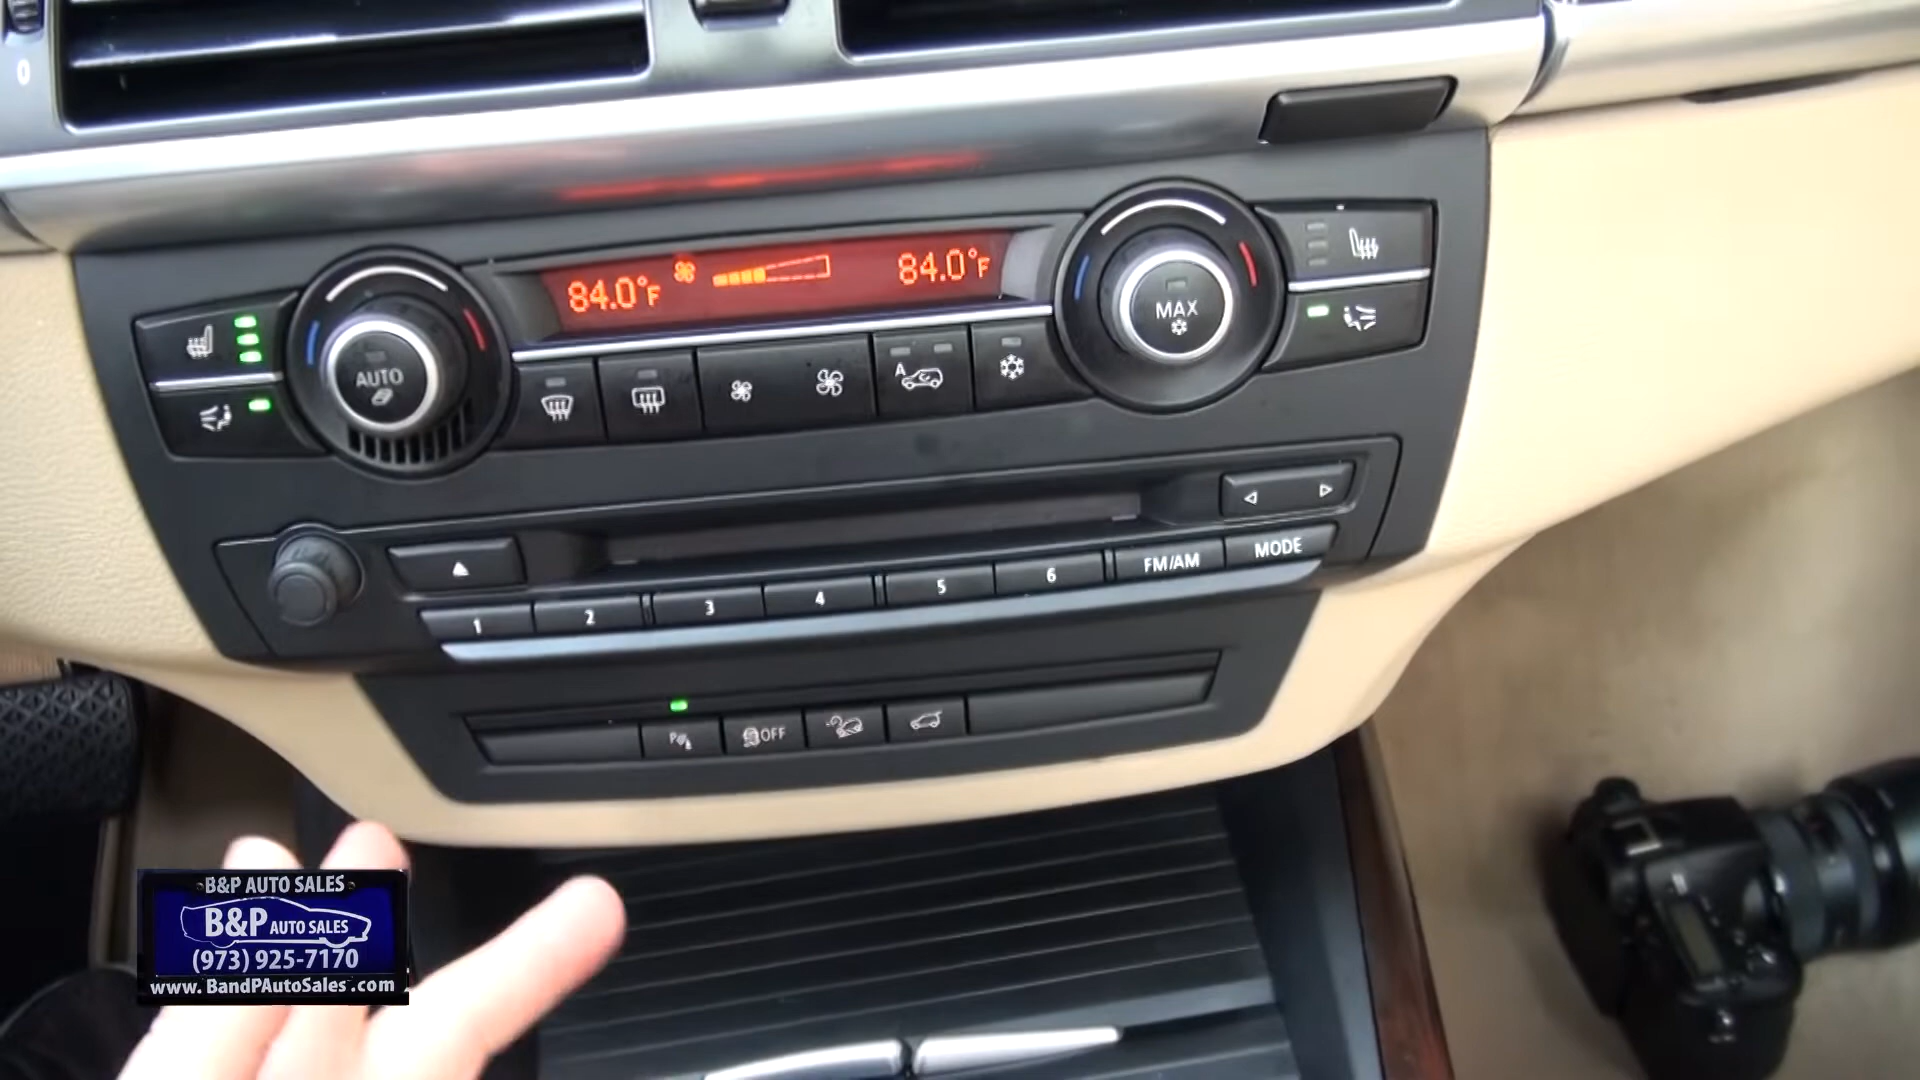 0
84.0°F
84.0°F
AUTO
MAX
A
FM/AM
MODE
1
2
3
4
5
6
P
OFF
B&P AUTO SALES
B&P AUTO SALES
(973) 925-7170
www.BandPAutoSales.com